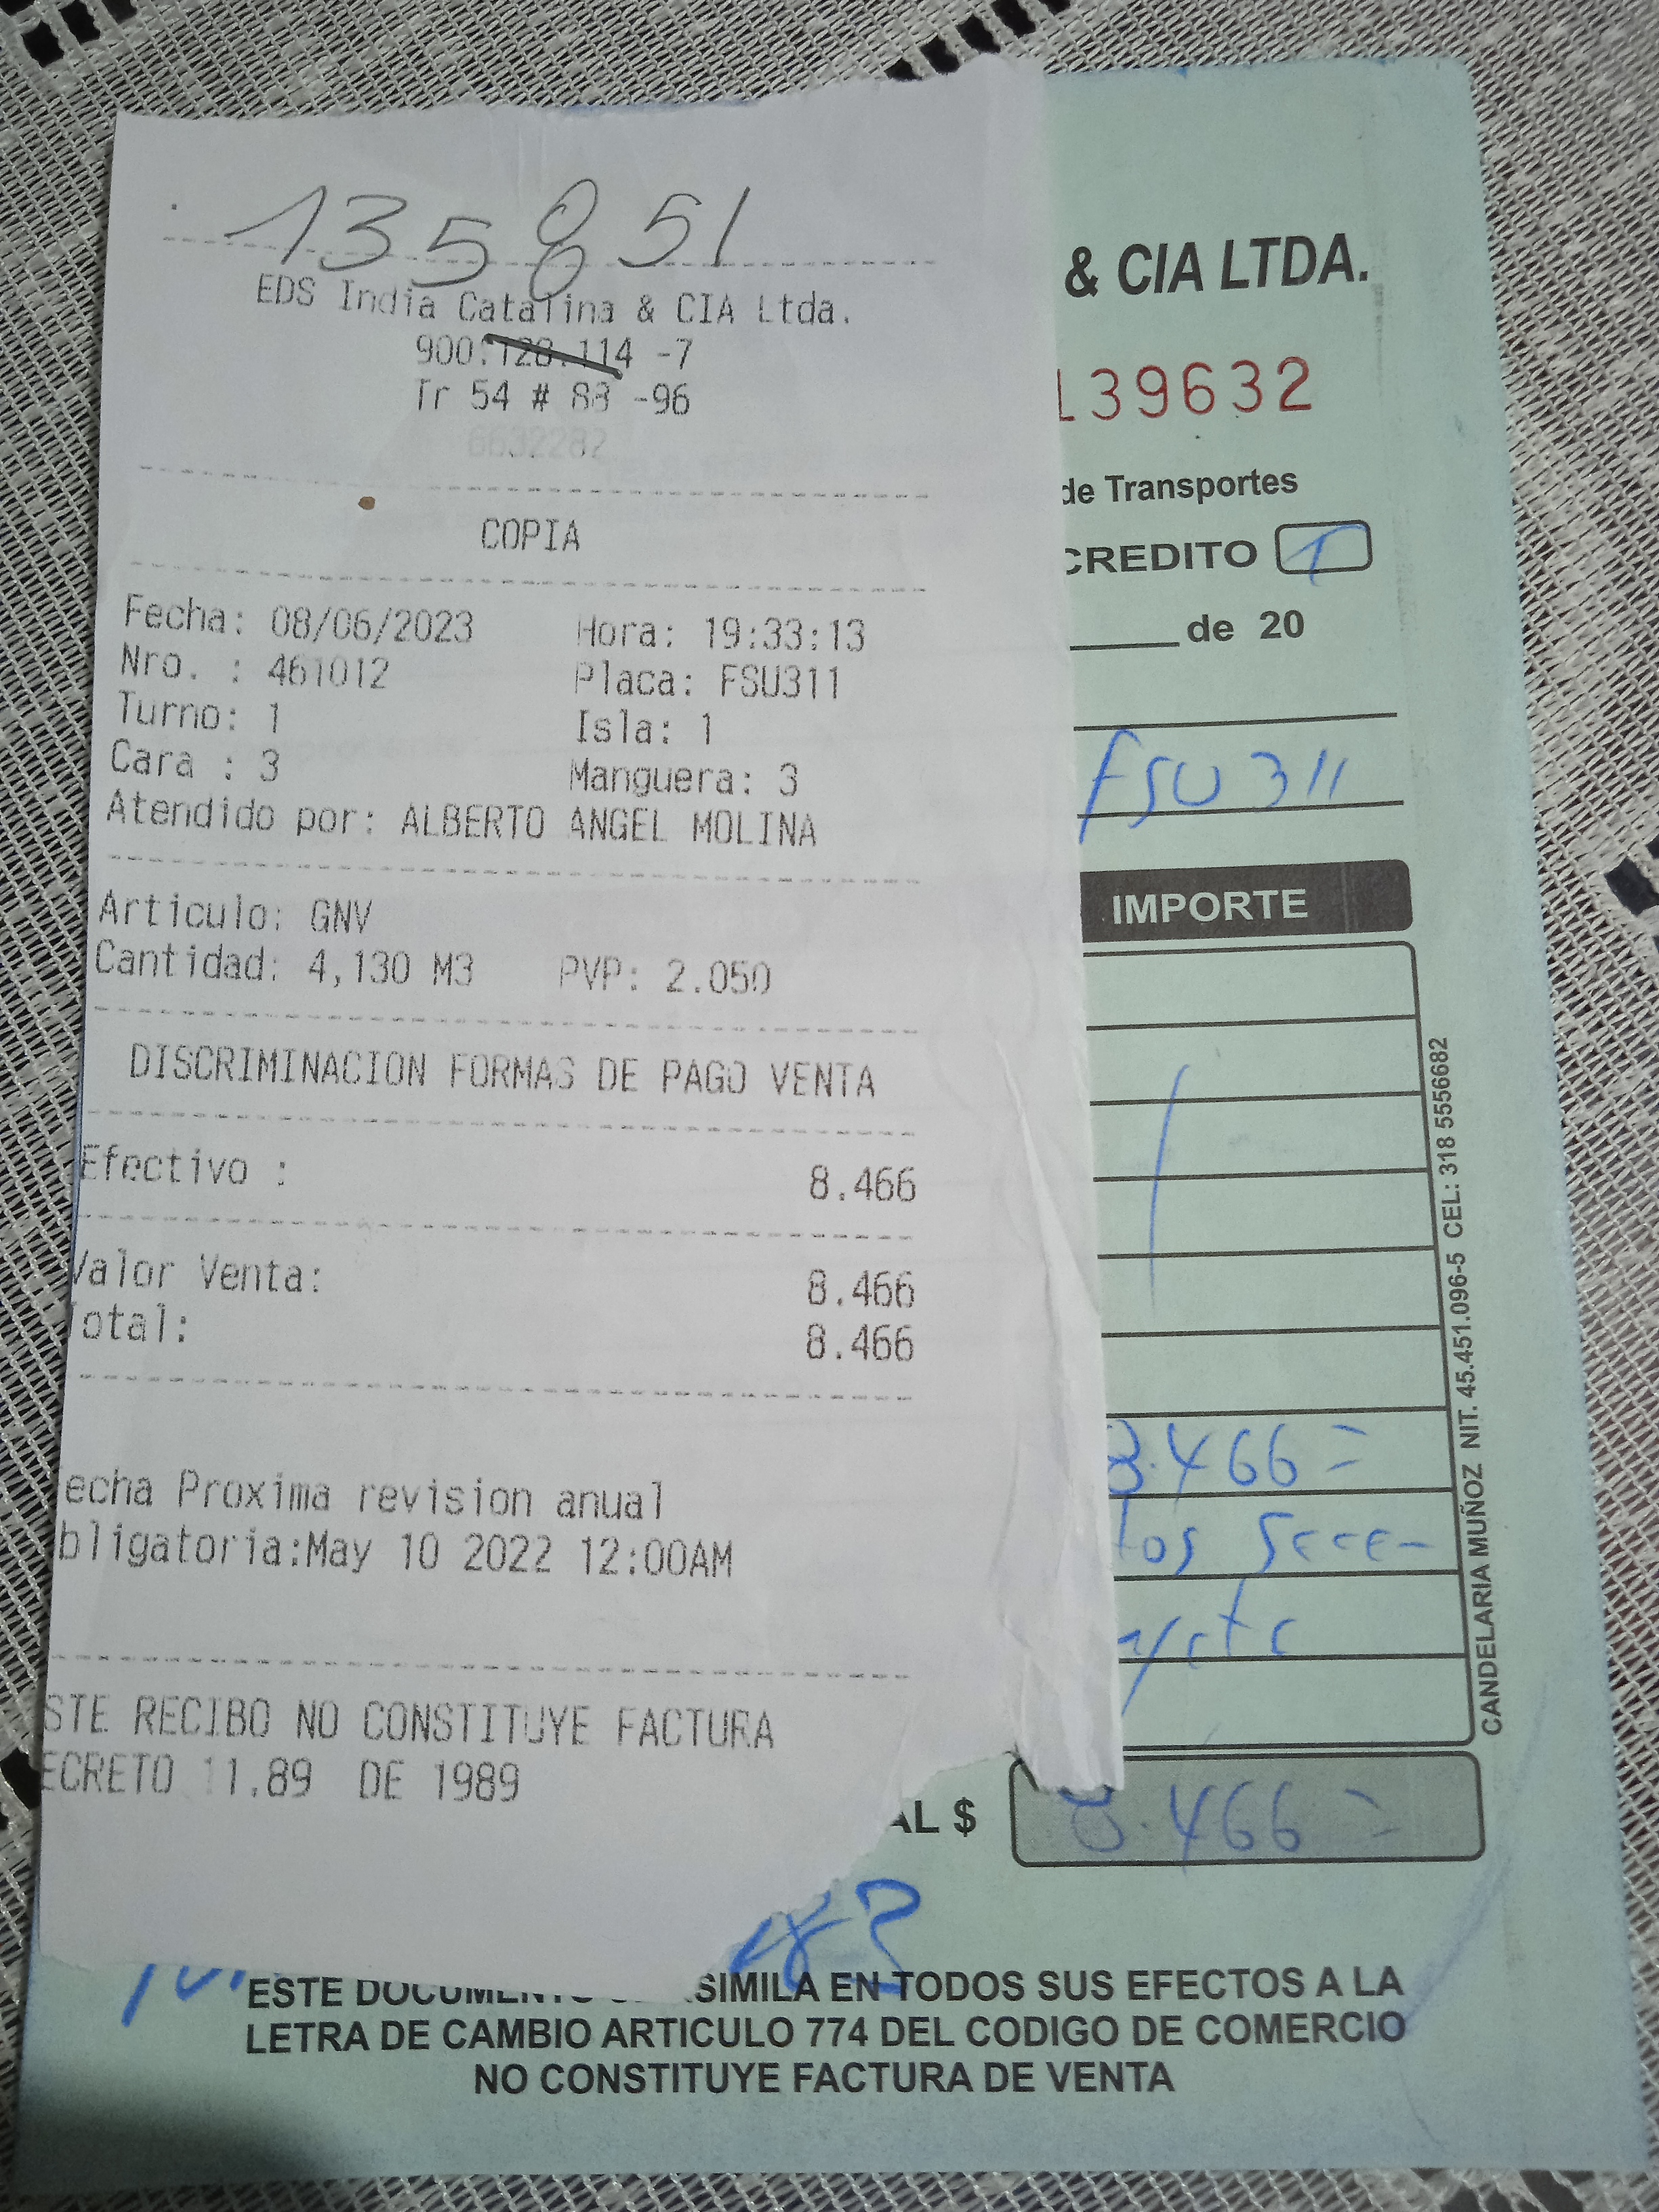 135851
EDS India Catalina & CIA Ltda.
900.128.114 -7
Tr 54 # 88 -96
6632282
COPIA
Fecha: 08/06/2023 Hora: 19:33:13
Nro. : 461012 Placa: FSU311
Turno: 1 Isla: 1
Cara : 3 Manguera: 3
Atendido por: ALBERTO ANGEL MOLINA
Articulo: GNV
Cantidad: 4,130 M3 PVP: 2.050
DISCRIMINACION FORMAS DE PAGO VENTA
Efectivo : 8.466
Valor Venta: 8.466
Total: 8.466
echa Proxima revision anual
bligatoria:May 10 2022 12:00AM
STE RECIBO NO CONSTITUYE FACTURA
ECRETO 11.89 DE 1989
& CIA LTDA.
139632
de Transportes
CREDITO
de 20
FSU 311
IMPORTE
8.466=
AL $ 8.466=
ESTE DOCUMENTO SIMILA EN TODOS SUS EFECTOS A LA
LETRA DE CAMBIO ARTICULO 774 DEL CODIGO DE COMERCIO
NO CONSTITUYE FACTURA DE VENTA
CANDELARIA MUÑOZ NIT. 45.451.096-5 CEL: 318 5556682